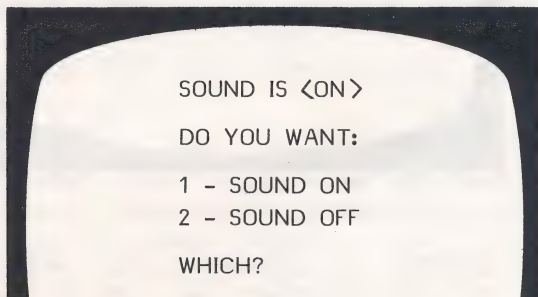 SOUND IS <ON>
DO YOU WANT:
1 - SOUND ON
2 - SOUND OFF
WHICH?